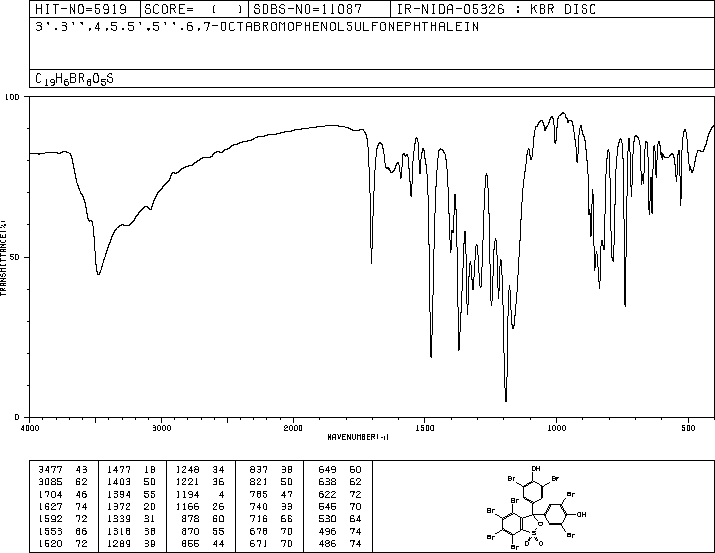 HIT-NO=5919 SCORE= ( ) SDBS-NO=11087 IR-NIDA-05326 : KBR DISC
3',3'',4,5,5',5'',6,7-OCTABROMOPHENOLSULFONEPHTHALEIN
C19H6BR8O5S
100
50
0
TRANSMITTANCE(%)
4000 3000 2000 1500 1000 500
WAVENUMBER(-1)
3477 43 1477 18 1248 34 837 38 649 60
3085 62 1403 50 1221 36 821 50 638 62
1704 46 1394 55 1194 4 785 47 622 72
1627 74 1372 20 1166 26 740 33 545 70
1592 72 1339 31 878 60 716 66 530 64
1553 66 1318 38 870 55 678 70 496 74
1520 72 1289 39 855 44 671 70 486 74
OH
Br Br
Br
Br OH
Br Br
O
Br S
Br O O